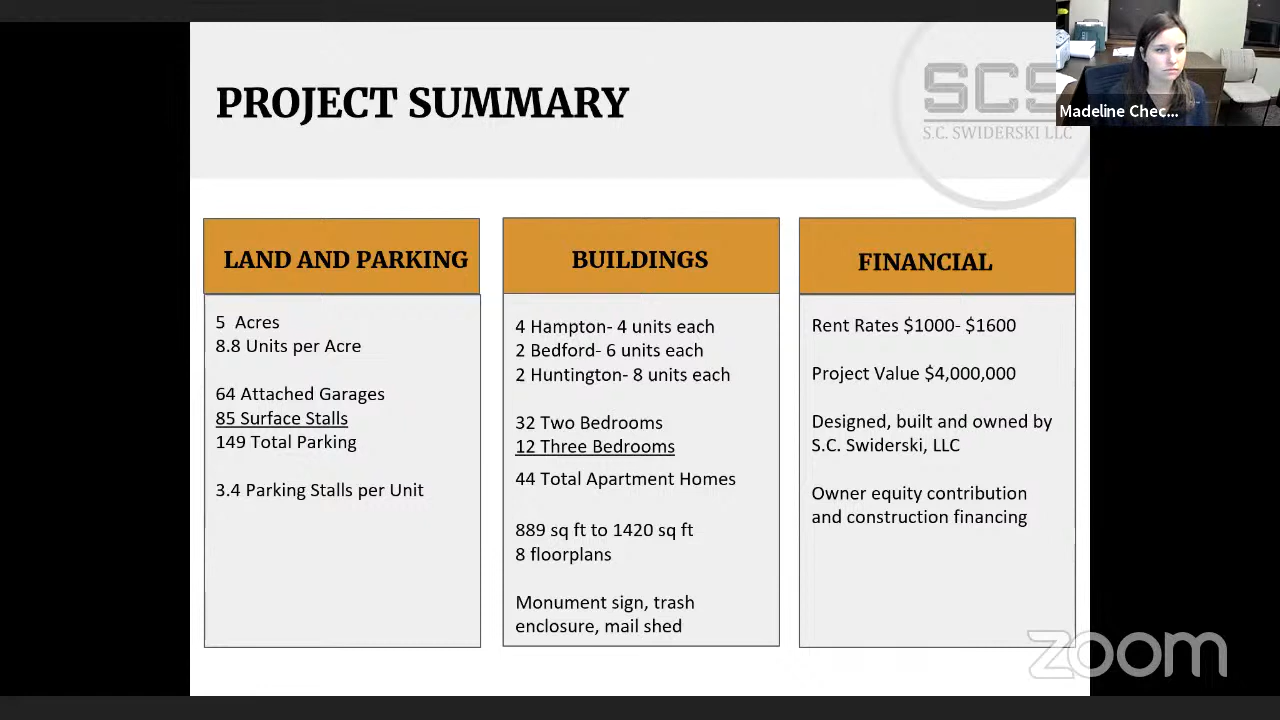 PROJECT SUMMARY
SCS
S.C. SWIDERSKI LLC
Madeline Chec...
LAND AND PARKING
5 Acres
8.8 Units per Acre
64 Attached Garages
85 Surface Stalls
149 Total Parking
3.4 Parking Stalls per Unit
BUILDINGS
4 Hampton- 4 units each
2 Bedford- 6 units each
2 Huntington- 8 units each
32 Two Bedrooms
12 Three Bedrooms
44 Total Apartment Homes
889 sq ft to 1420 sq ft
8 floorplans
Monument sign, trash
enclosure, mail shed
FINANCIAL
Rent Rates $1000- $1600
Project Value $4,000,000
Designed, built and owned by
S.C. Swiderski, LLC
Owner equity contribution
and construction financing
zoom